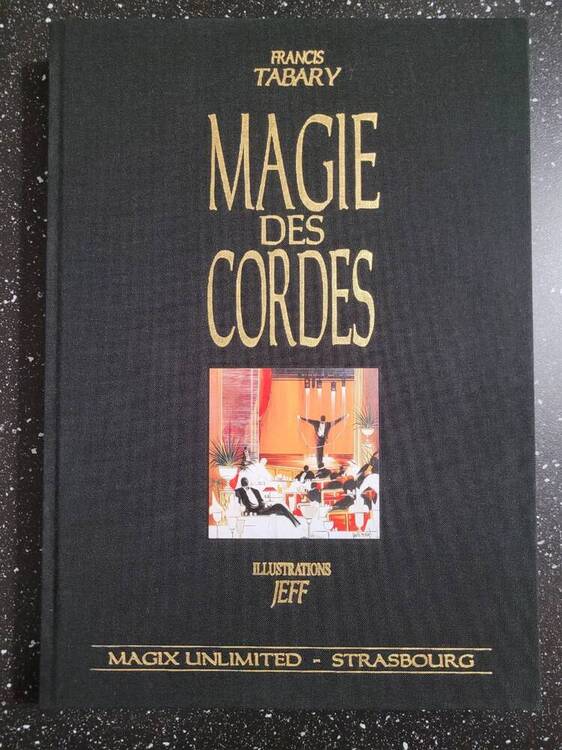 FRANCIS
TABARY
MAGIE
DES
CORDES
ILLUSTRATIONS
JEFF
MAGIX UNLIMITED - STRASBOURG